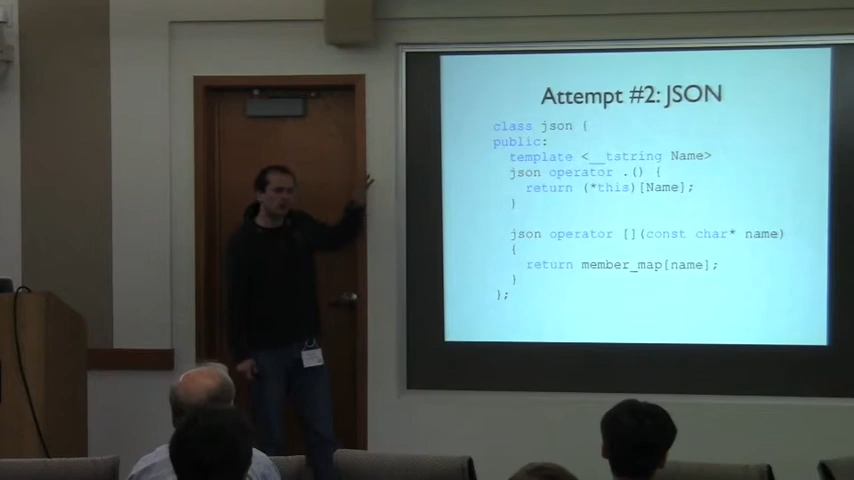 Attempt #2: JSON
class json {
public:
template <__tstring Name>
json operator .() {
return (*this)[Name];
}
json operator [](const char* name)
{
return member_map[name];
}
};